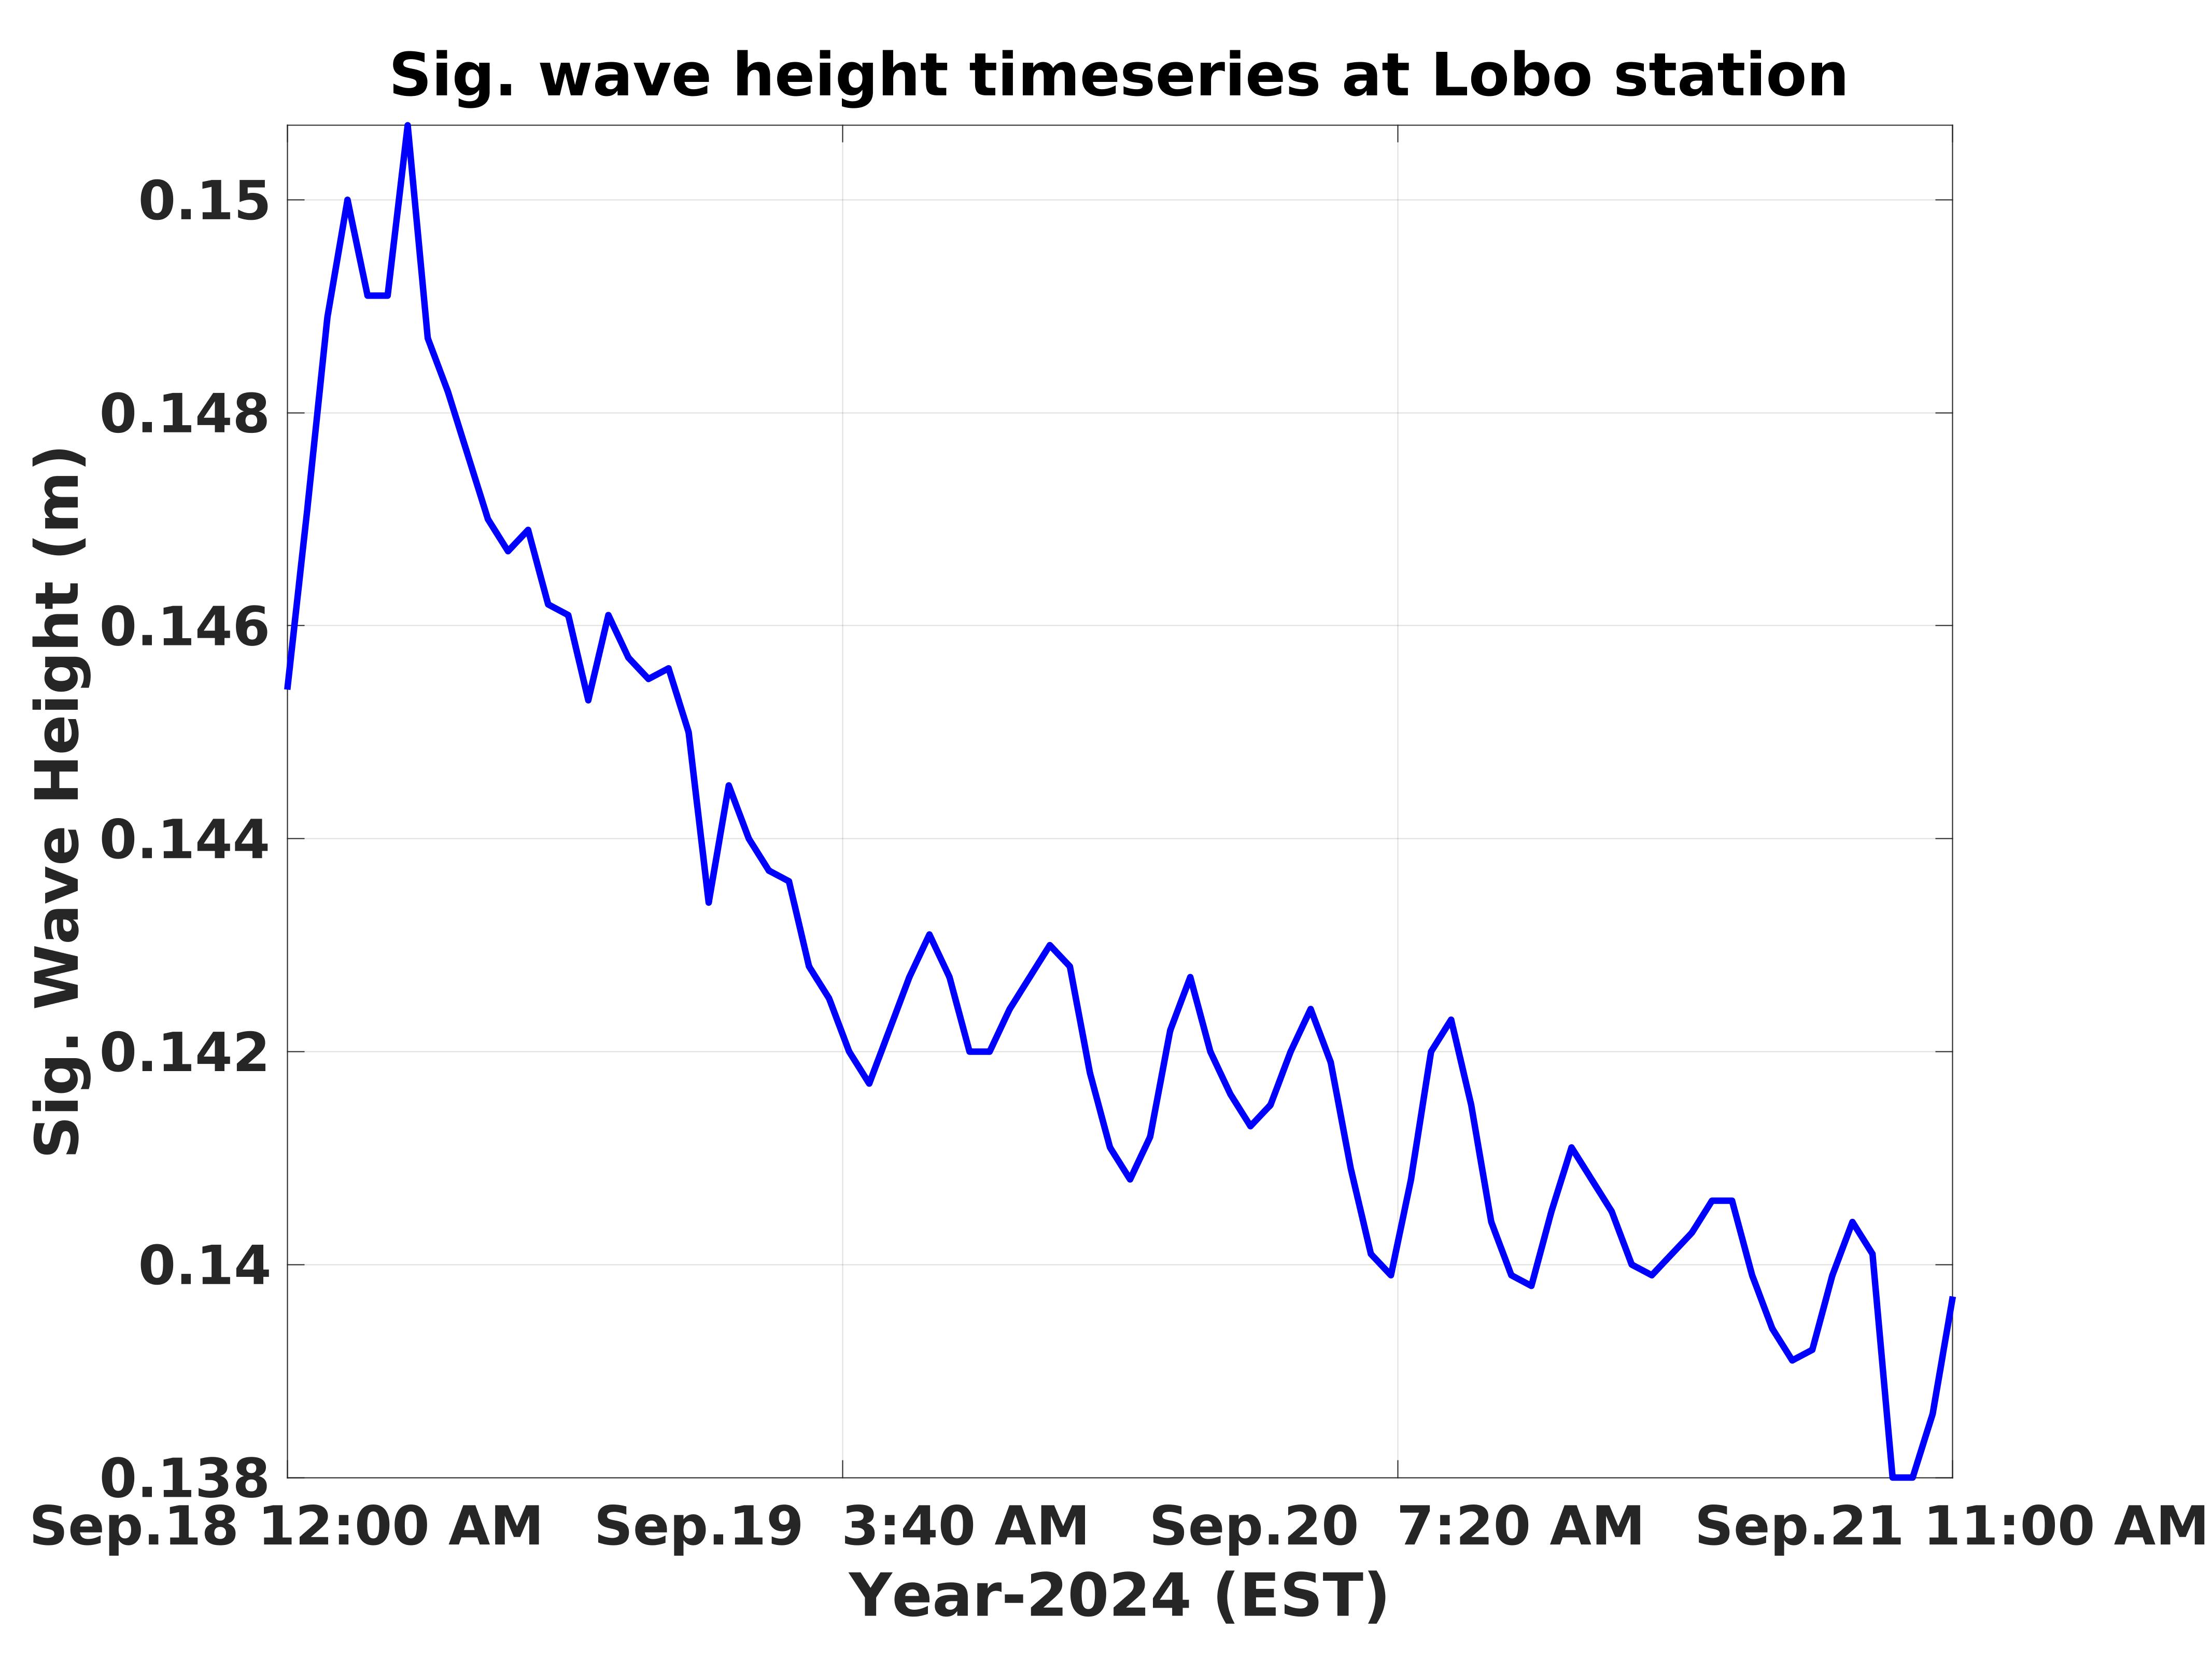 Sig. wave height timeseries at Lobo station
Sig. Wave Height (m)
0.15
0.148
0.146
0.144
0.142
0.14
0.138
Sep.18 12:00 AM Sep.19 3:40 AM Sep.20 7:20 AM Sep.21 11:00 AM
Year-2024 (EST)